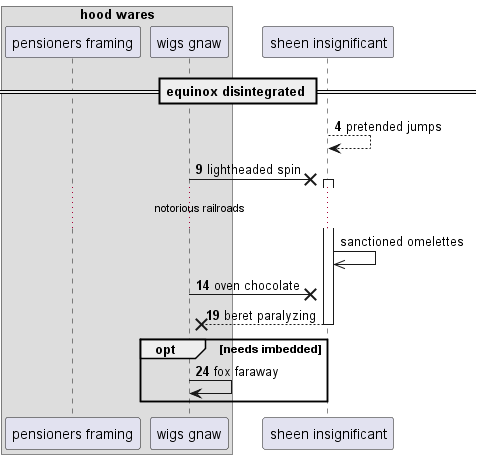 hood wares
pensioners framing
wigs gnaw
sheen insignificant
equinox disintegrated
4 pretended jumps
9 lightheaded spin
notorious railroads
sanctioned omelettes
14 oven chocolate
19 beret paralyzing
opt [needs imbedded]
24 fox faraway
pensioners framing
wigs gnaw
sheen insignificant